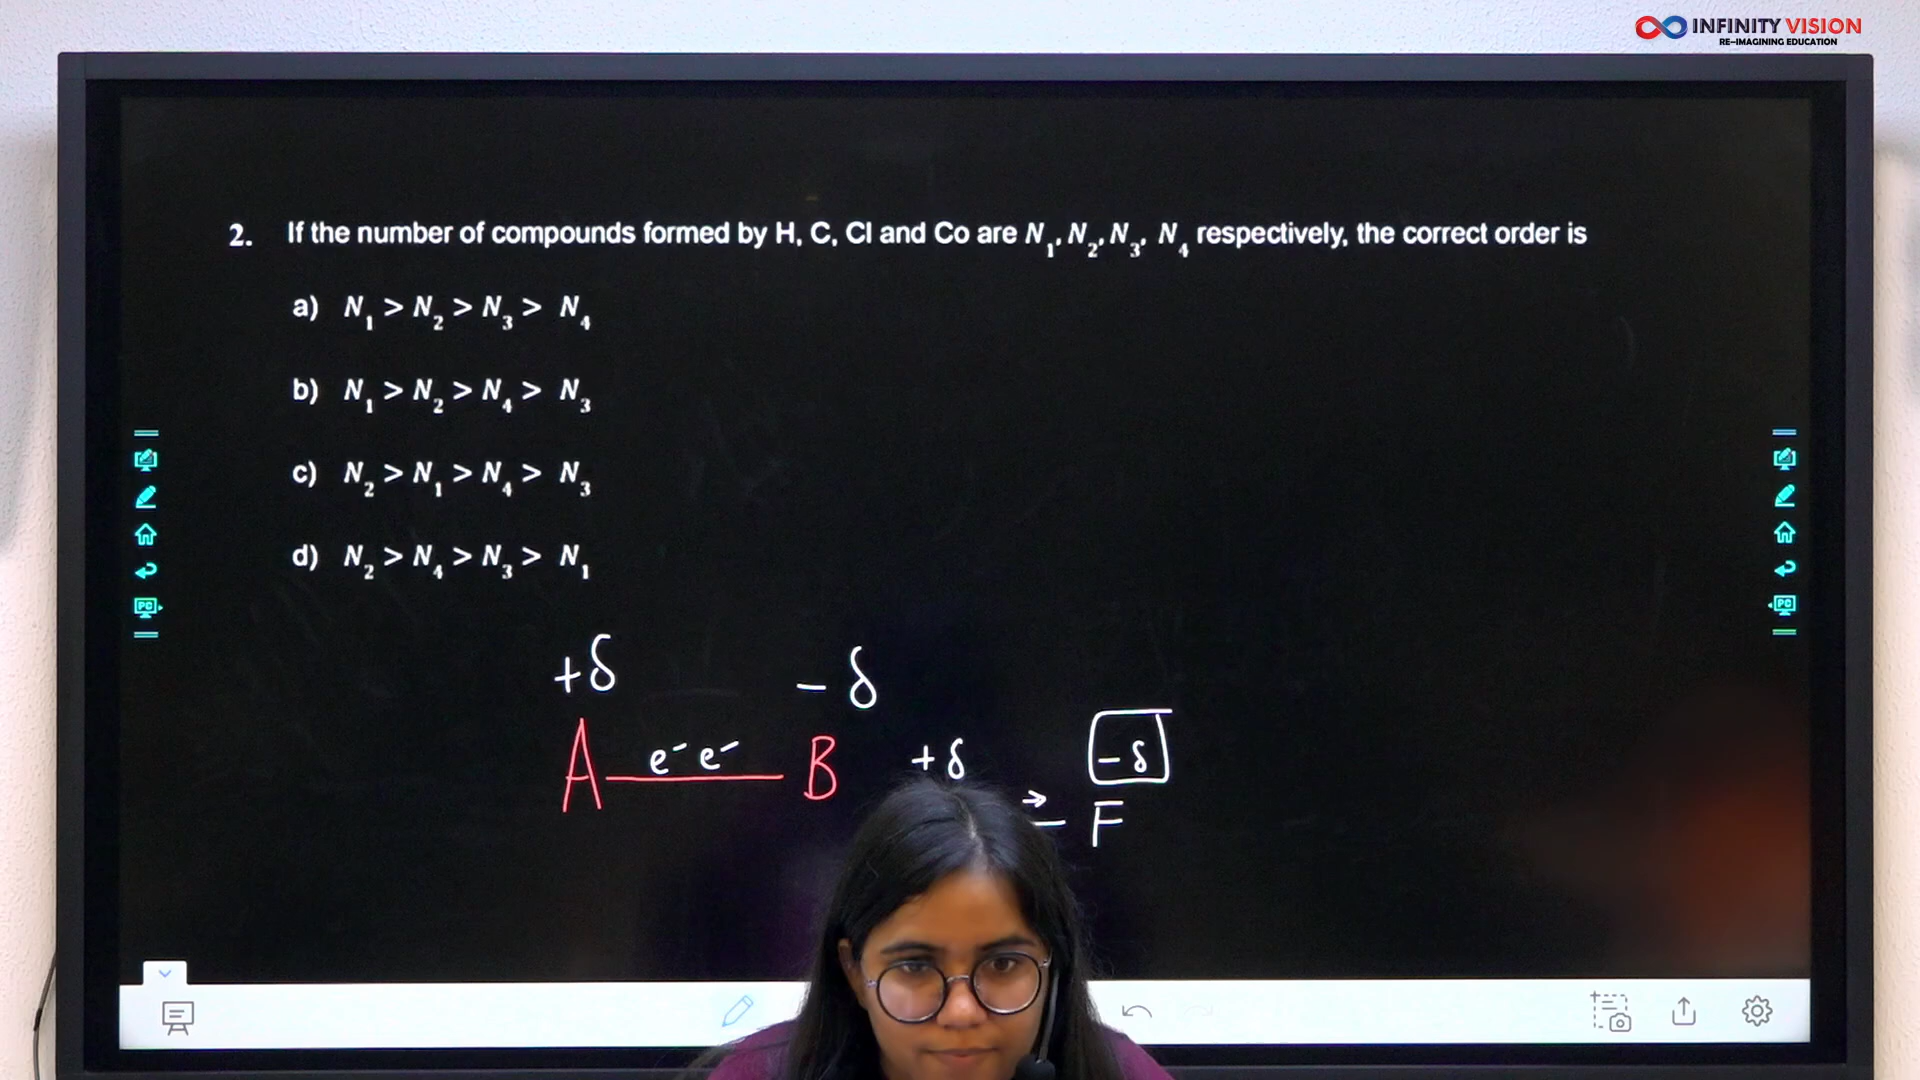 INFINITY VISION
RE-IMAGINING EDUCATION
2. If the number of compounds formed by H, C, Cl and Co are N₁, N₂, N₃, N₄ respectively, the correct order is
a) N₁ > N₂ > N₃ > N₄
b) N₁ > N₂ > N₄ > N₃
c) N₂ > N₁ > N₄ > N₃
d) N₂ > N₄ > N₃ > N₁
+δ - δ
A e⁻ e⁻ B
+δ -δ
→ F
PC
PC